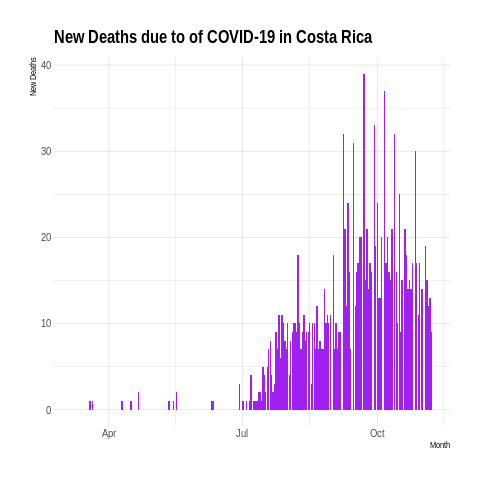 New Deaths due to of COVID-19 in Costa Rica
New Deaths
40
30
20
10
0
Apr
Jul
Oct
Month